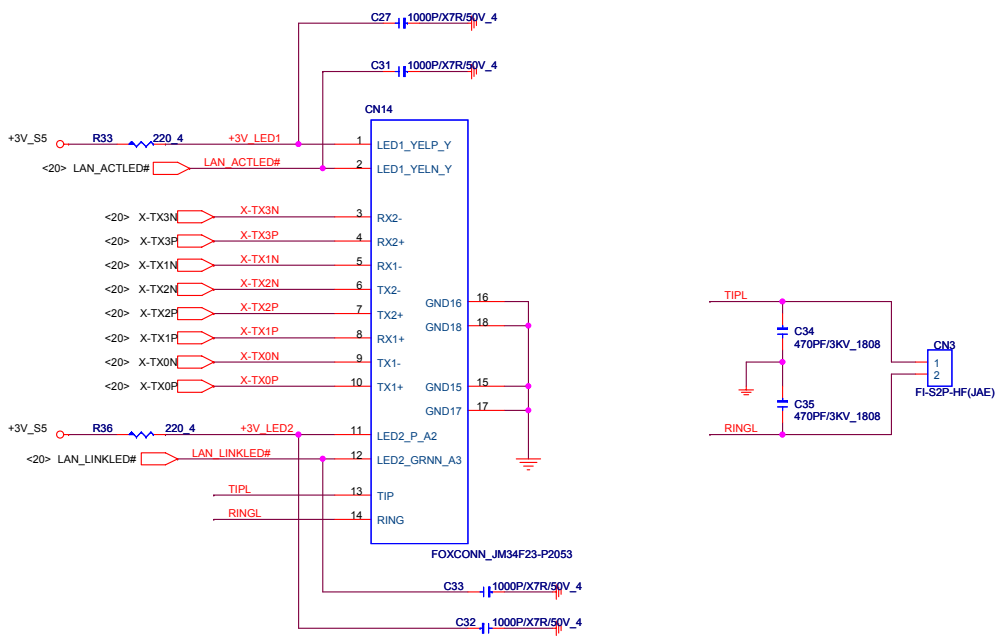 C27 1000P/X7R/50V_4
C31 1000P/X7R/50V_4
CN14
+3V_S5 R33 220_4 +3V_LED1 1 LED1_YELP_Y
<20> LAN_ACTLED# LAN_ACTLED# 2 LED1_YELN_Y
<20> X-TX3N X-TX3N 3 RX2-
<20> X-TX3P X-TX3P 4 RX2+
<20> X-TX1N X-TX1N 5 RX1-
<20> X-TX2N X-TX2N 6 TX2-
<20> X-TX2P X-TX2P 7 TX2+
<20> X-TX1P X-TX1P 8 RX1+
<20> X-TX0N X-TX0N 9 TX1-
<20> X-TX0P X-TX0P 10 TX1+
GND16 16
GND18 18
GND15 15
GND17 17
+3V_S5 R36 220_4 +3V_LED2 11 LED2_P_A2
<20> LAN_LINKLED# LAN_LINKLED# 12 LED2_GRNN_A3
TIPL 13 TIP
RINGL 14 RING
FOXCONN_JM34F23-P2053
C33 1000P/X7R/50V_4
C32 1000P/X7R/50V_4
TIPL
C34
470PF/3KV_1808
CN3
1
2
FI-S2P-HF(JAE)
C35
470PF/3KV_1808
RINGL